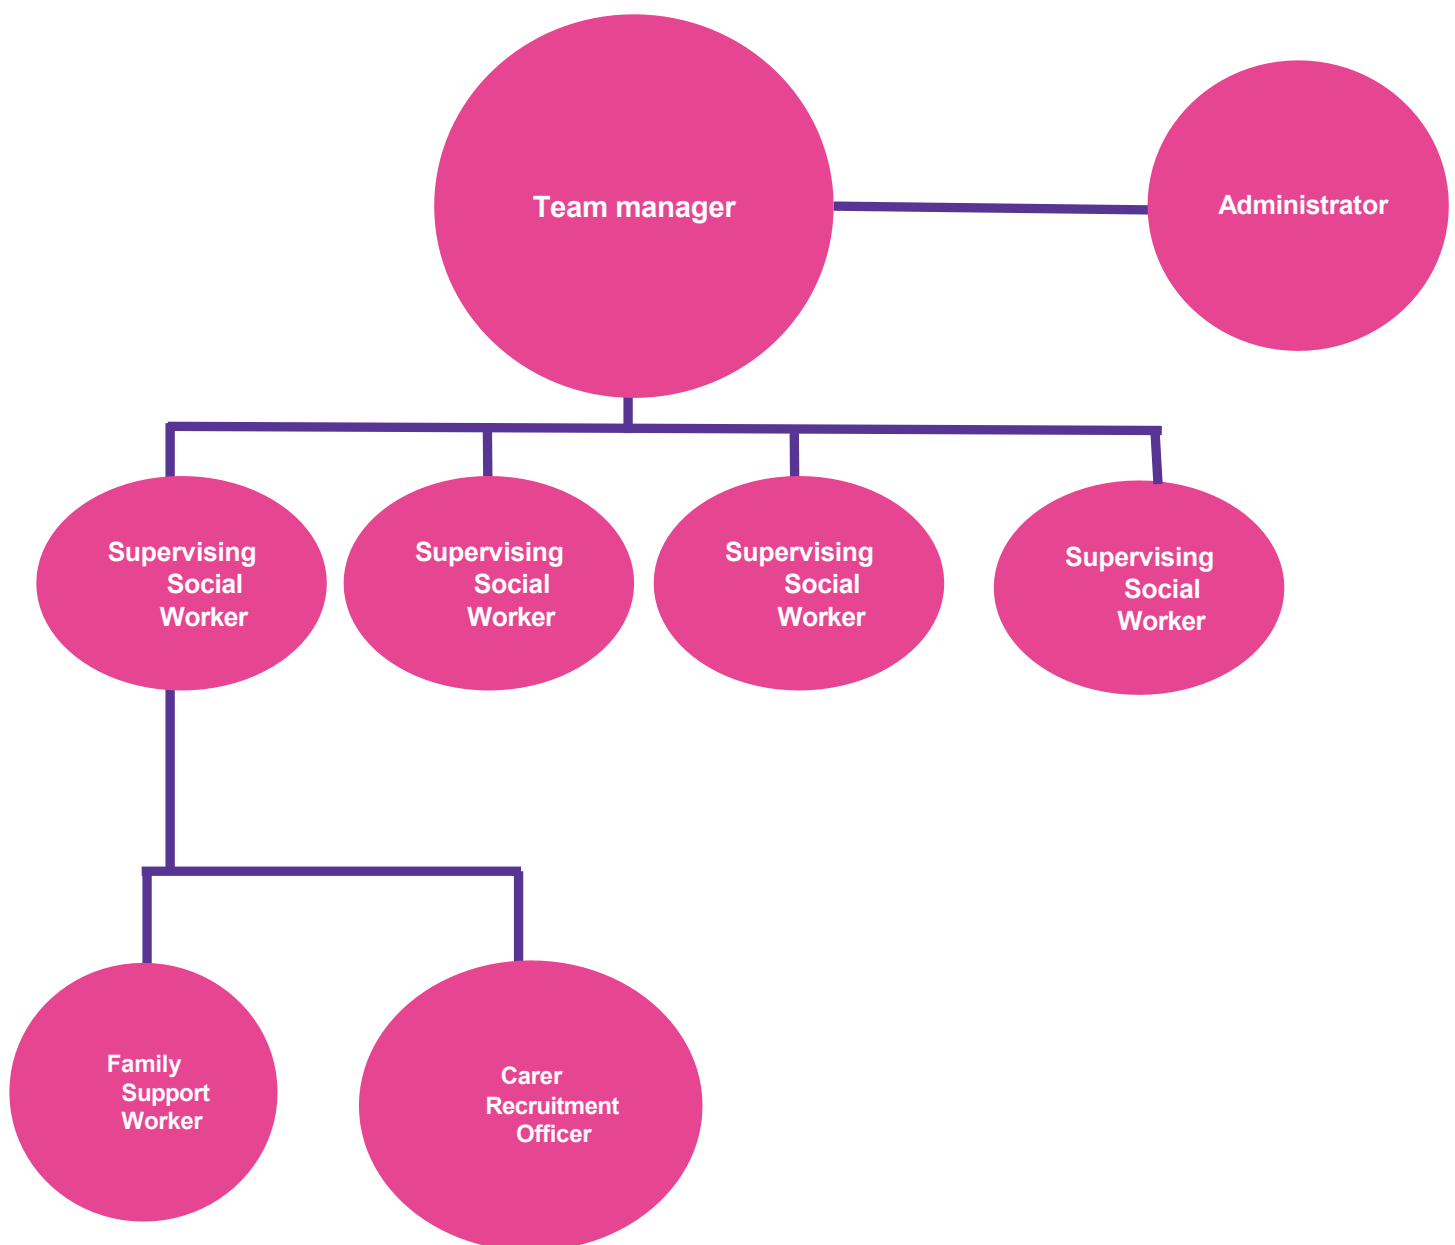 Team manager
Administrator
Supervising
Social
Worker
Supervising
Social
Worker
Supervising
Social
Worker
Supervising
Social
Worker
Family
Support
Worker
Carer
Recruitment
Officer